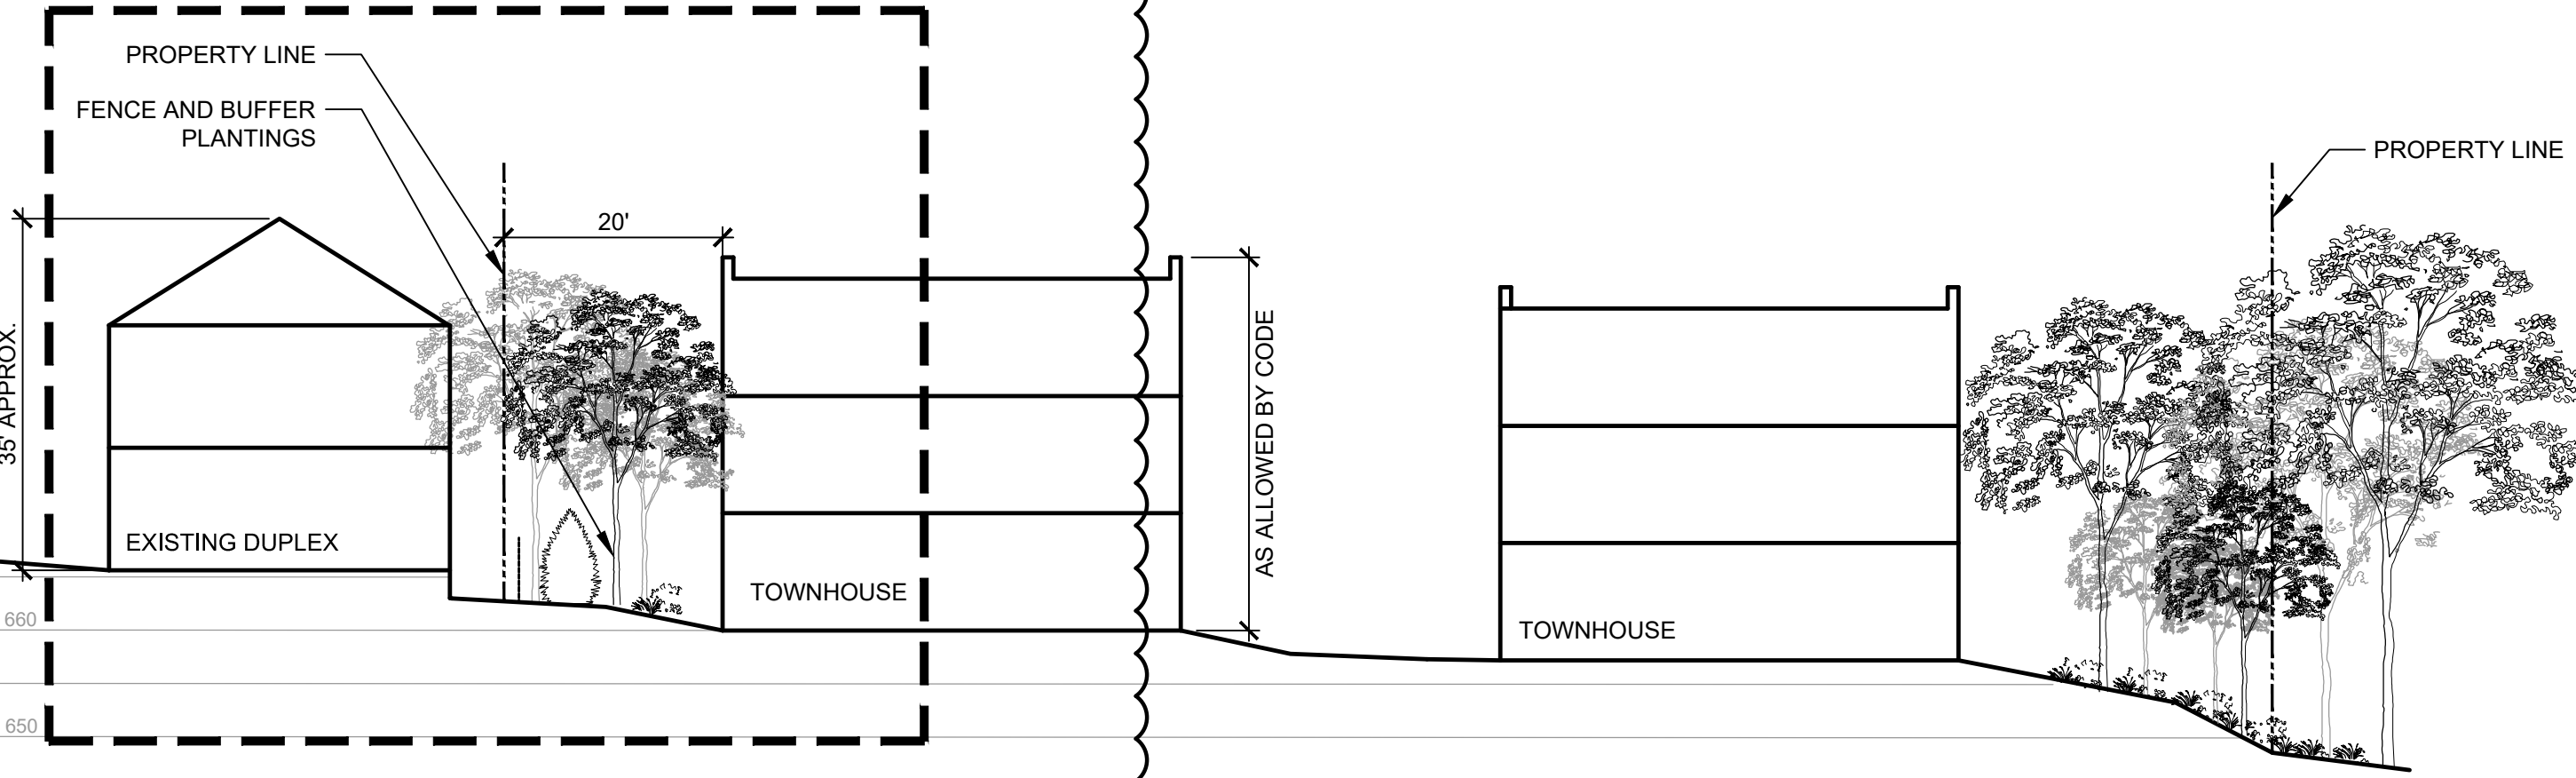 PROPERTY LINE
FENCE AND BUFFER
PLANTINGS
PROPERTY LINE
20'
35' APPROX.
AS ALLOWED BY CODE
EXISTING DUPLEX
TOWNHOUSE
TOWNHOUSE
660
650